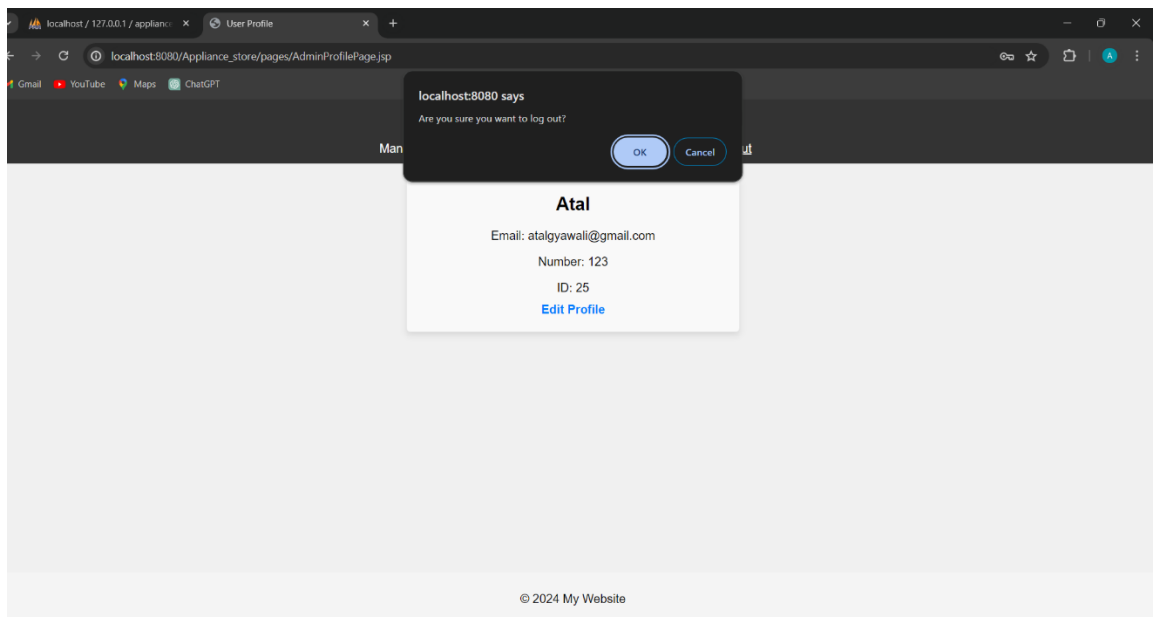 localhost / 127.0.0.1 / applianc
User Profile
localhost:8080/Appliance_store/pages/AdminProfilePage.jsp
A
Gmail YouTube Maps ChatGPT
localhost:8080 says
Are you sure you want to log out?
OK Cancel
Man ut
Atal
Email: atalgyawali@gmail.com
Number: 123
ID: 25
Edit Profile
© 2024 My Website